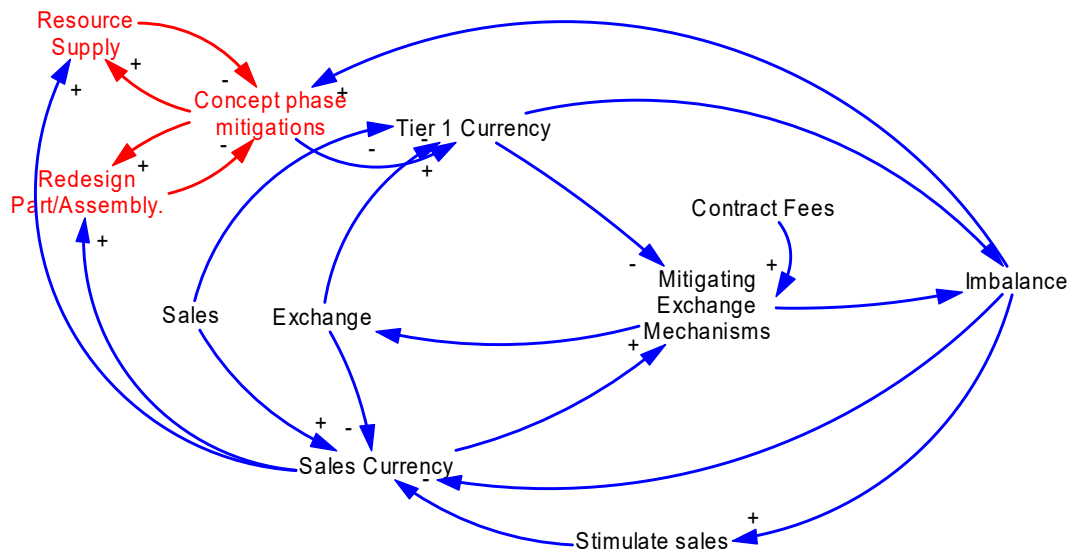 Resource
Supply
+
+
-
Concept phase
mitigations
+
-
-
Tier 1 Currency
-
+
+
Redesign
Part/Assembly.
+
Contract Fees
-
+
Mitigating
Exchange
Mechanisms
+
Imbalance
Sales
Exchange
+
-
Sales Currency
-
+
Stimulate sales